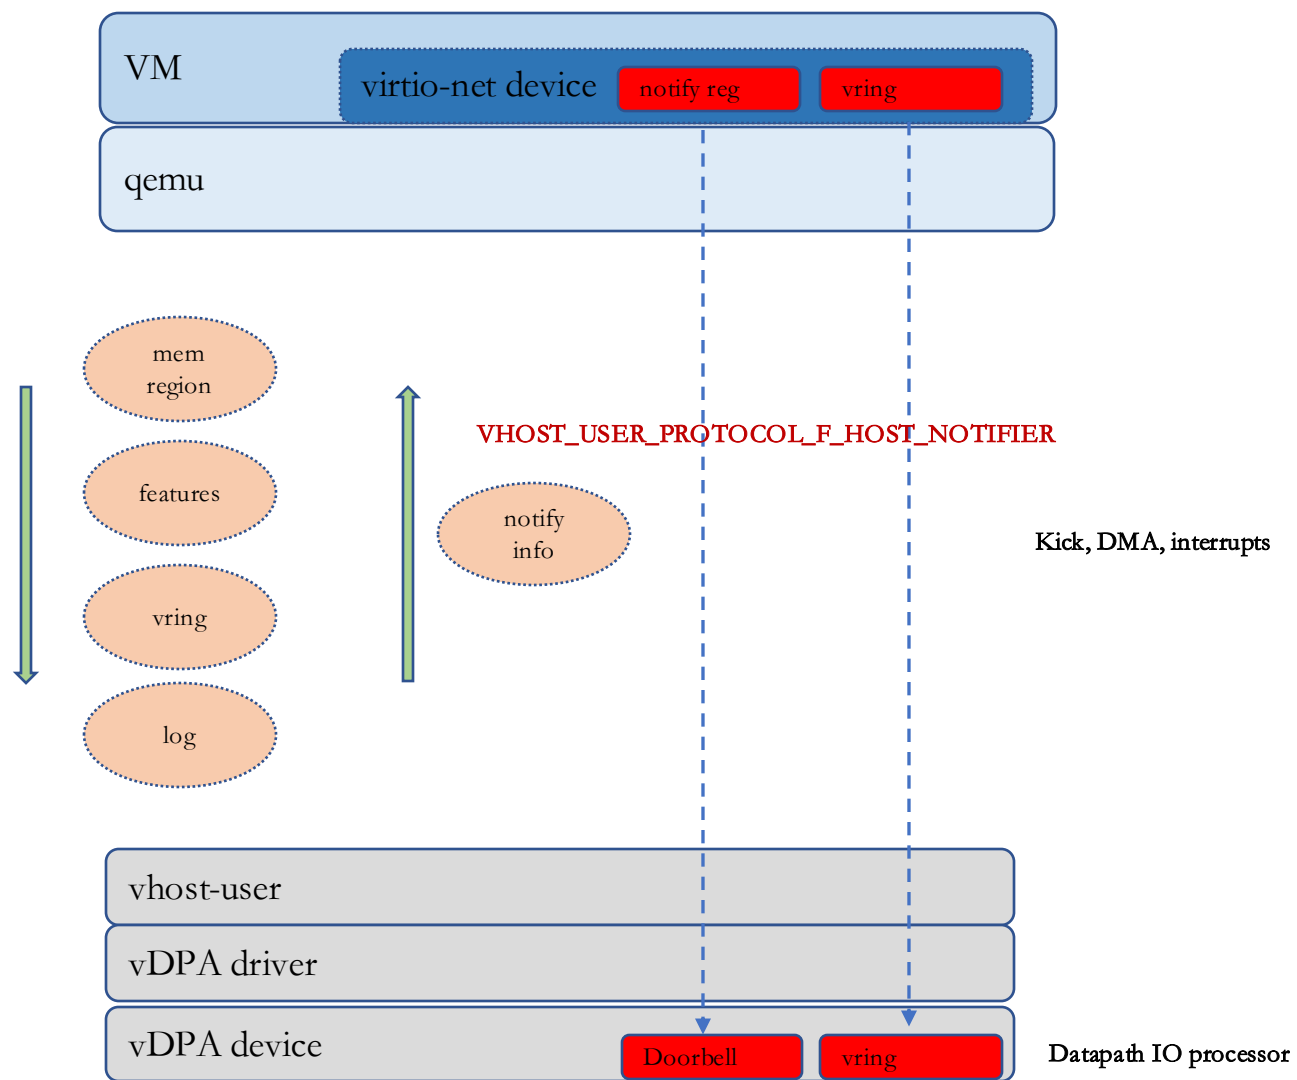 VM
virtio-net device
notify reg
vring
qemu
mem
region
features
vring
log
VHOST_USER_PROTOCOL_F_HOST_NOTIFIER
notify
info
Kick, DMA, interrupts
vhost-user
vDPA driver
vDPA device
Doorbell
vring
Datapath IO processor